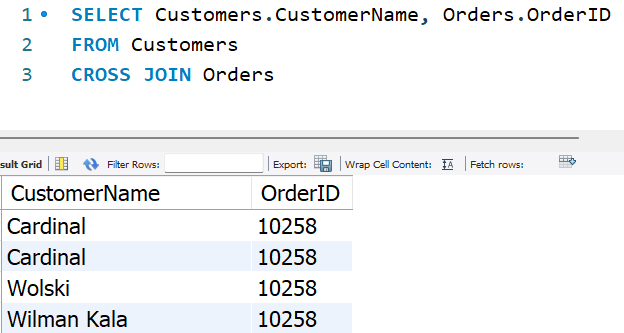 1 SELECT Customers.CustomerName, Orders.OrderID
2 FROM Customers
3 CROSS JOIN Orders
sult Grid Filter Rows: Export: Wrap Cell Content: Fetch rows:
CustomerName OrderID
Cardinal 10258
Cardinal 10258
Wolski 10258
Wilman Kala 10258